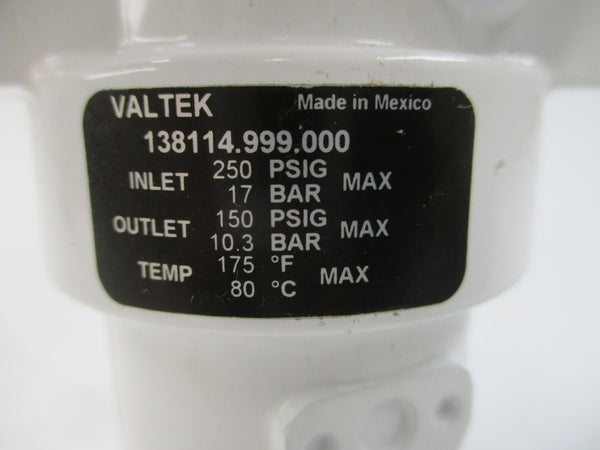 VALTEK Made in Mexico
138114.999.000
INLET 250 PSIG MAX
17 BAR
OUTLET 150 PSIG MAX
10.3 BAR
TEMP 175 °F MAX
80 °C